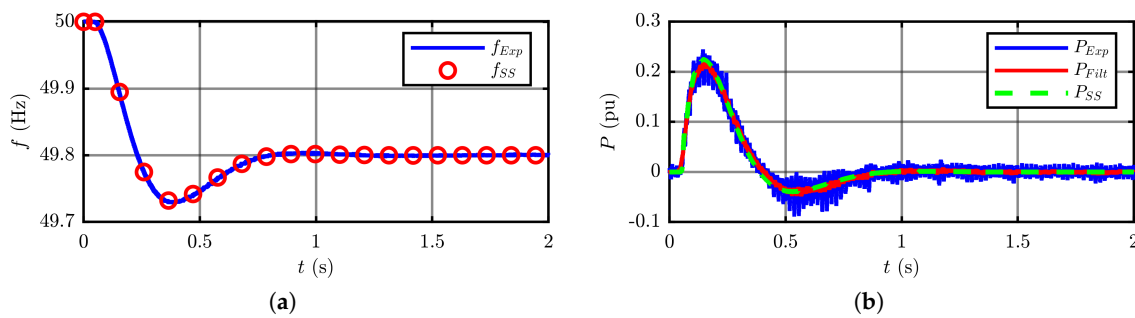 50
49.9
49.8
49.7
f (Hz)
0
0.5
1
1.5
2
t (s)
f_Exp
f_SS
(a)
0.3
0.2
0.1
0
-0.1
P (pu)
0
0.5
1
1.5
2
t (s)
P_Exp
P_Filt
P_SS
(b)